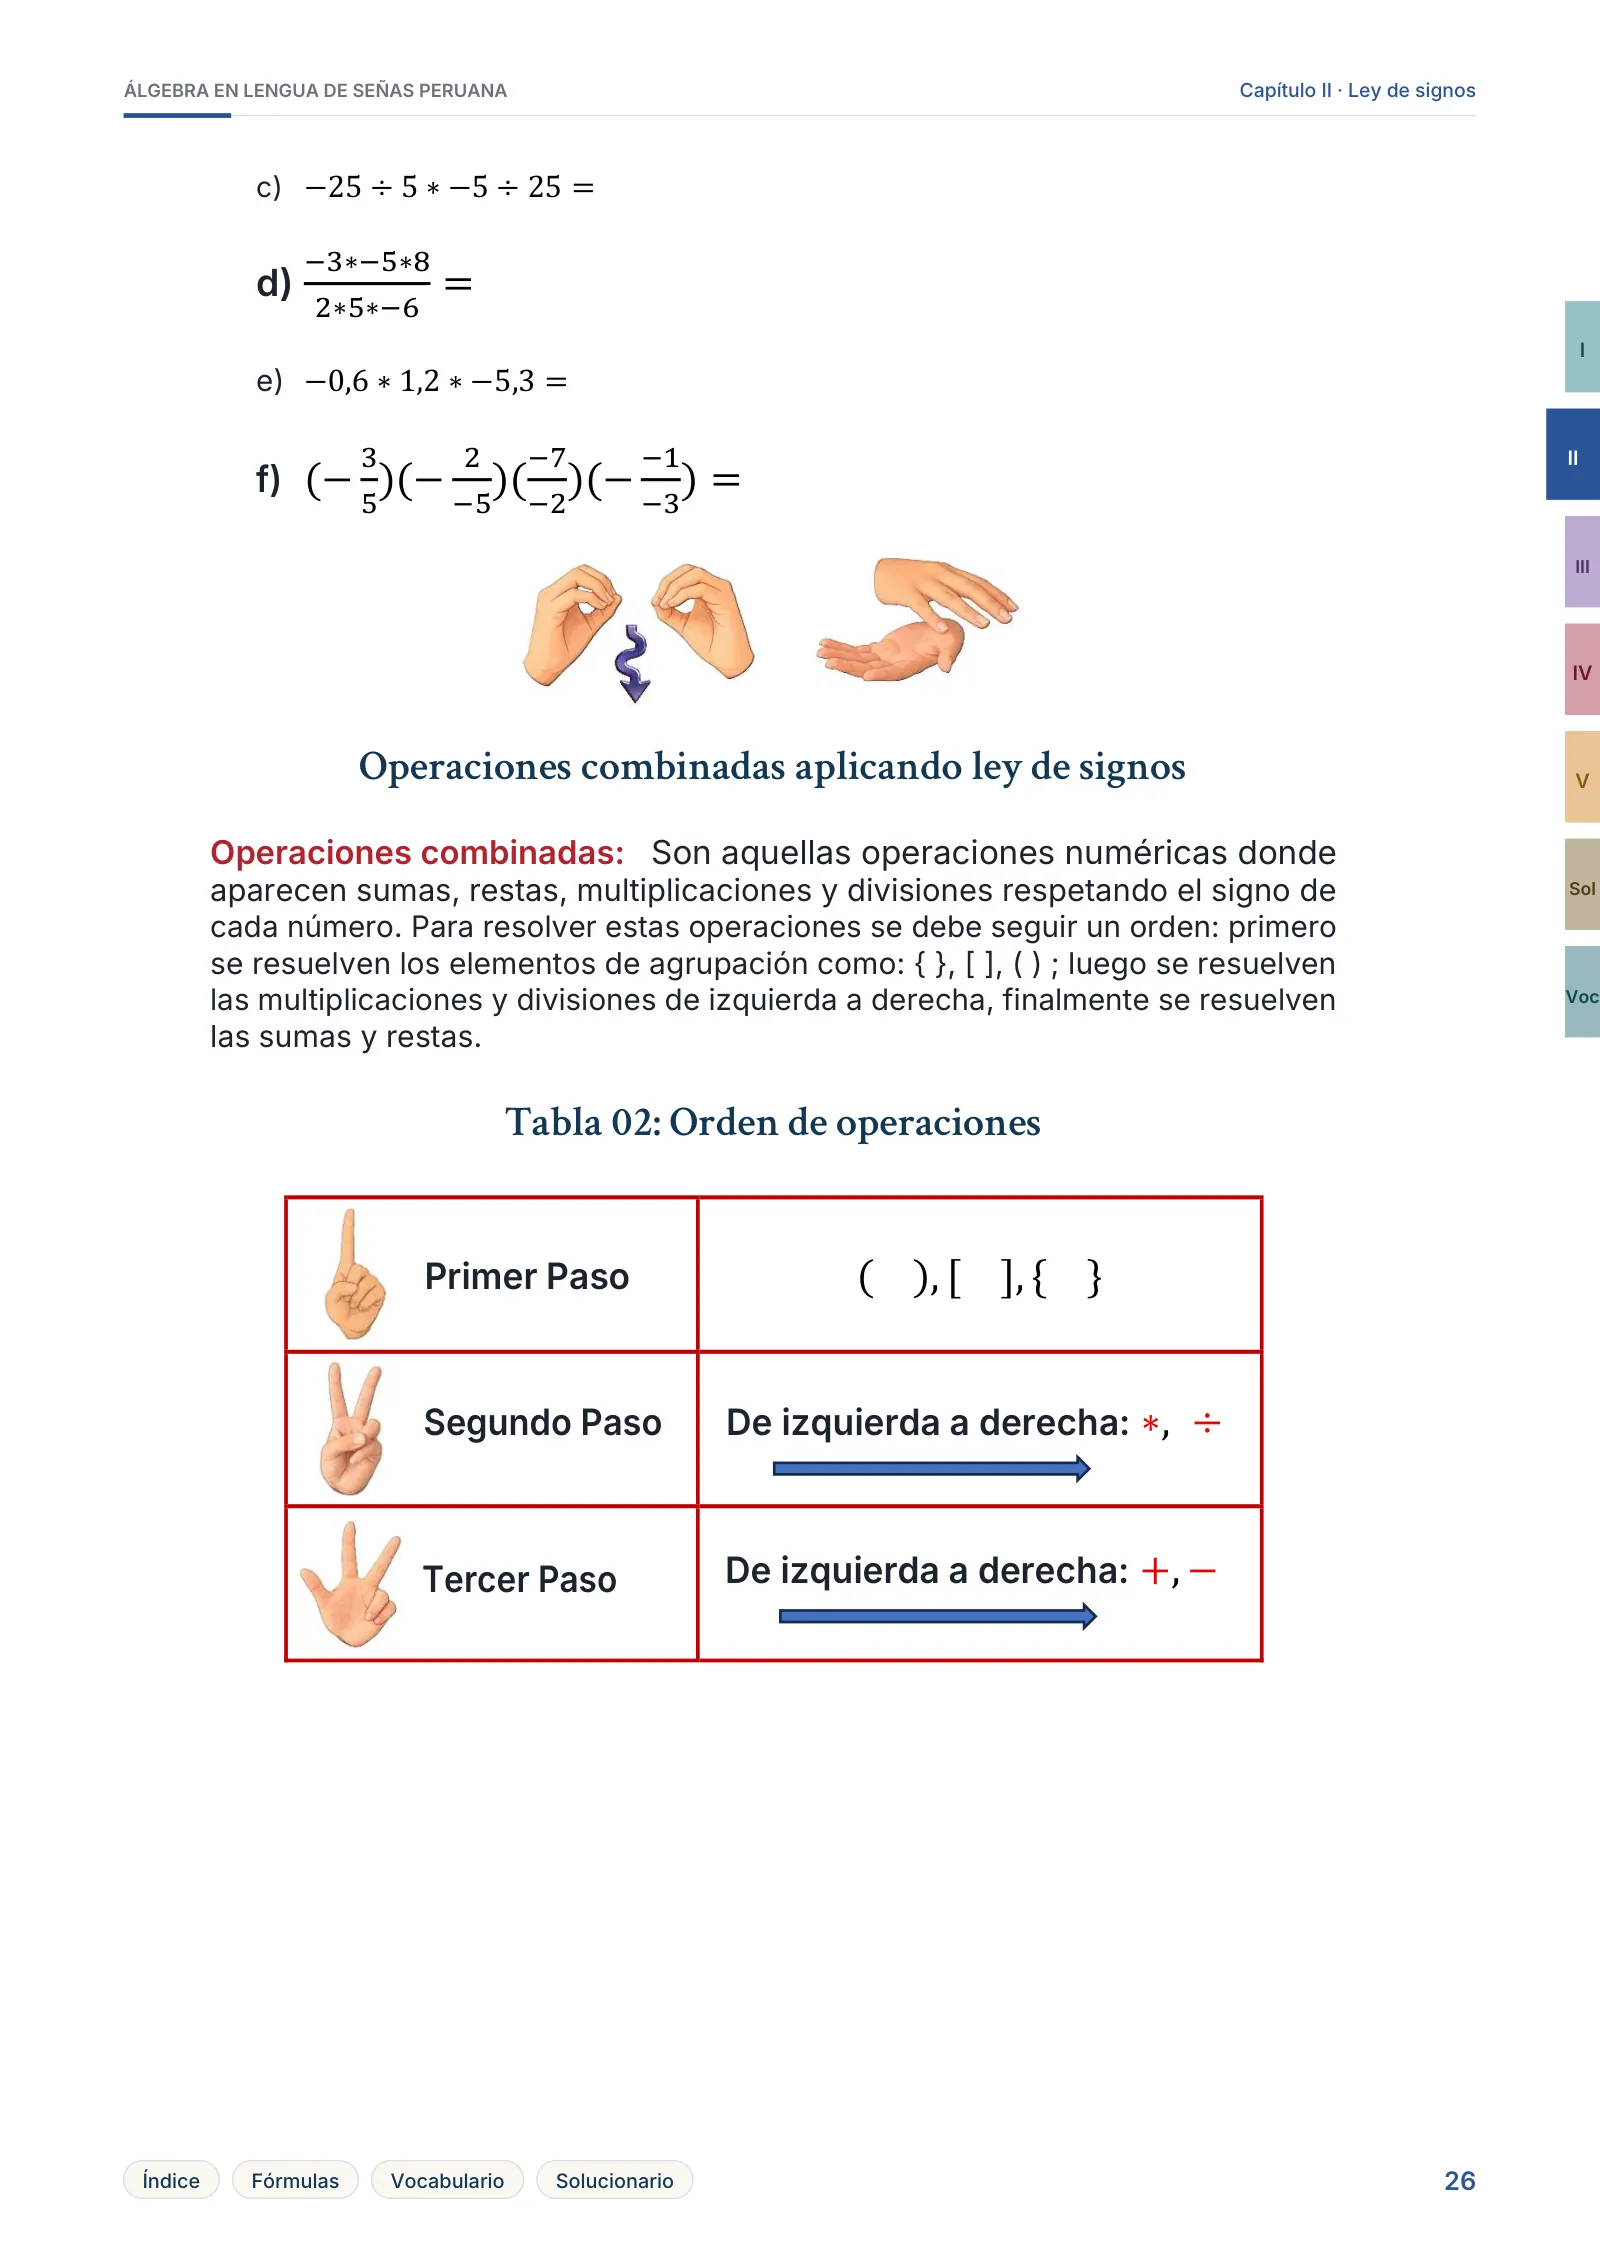 ÁLGEBRA EN LENGUA DE SEÑAS PERUANA
Capítulo II · Ley de signos
c) −25 ÷ 5 ∗ −5 ÷ 25 =
d) −3∗−5∗8 / 2∗5∗−6 =
e) −0,6 ∗ 1,2 ∗ −5,3 =
f) (− 3/5)(− 2/−5)(−7/−2)(− −1/−3) =
Operaciones combinadas aplicando ley de signos
Operaciones combinadas: Son aquellas operaciones numéricas donde
aparecen sumas, restas, multiplicaciones y divisiones respetando el signo de
cada número. Para resolver estas operaciones se debe seguir un orden: primero
se resuelven los elementos de agrupación como: { }, [ ], ( ) ; luego se resuelven
las multiplicaciones y divisiones de izquierda a derecha, finalmente se resuelven
las sumas y restas.
Tabla 02: Orden de operaciones
Primer Paso
( ), [ ], { }
Segundo Paso
De izquierda a derecha: ∗, ÷
Tercer Paso
De izquierda a derecha: +, −
I
II
III
IV
V
Sol
Voc
Índice
Fórmulas
Vocabulario
Solucionario
26